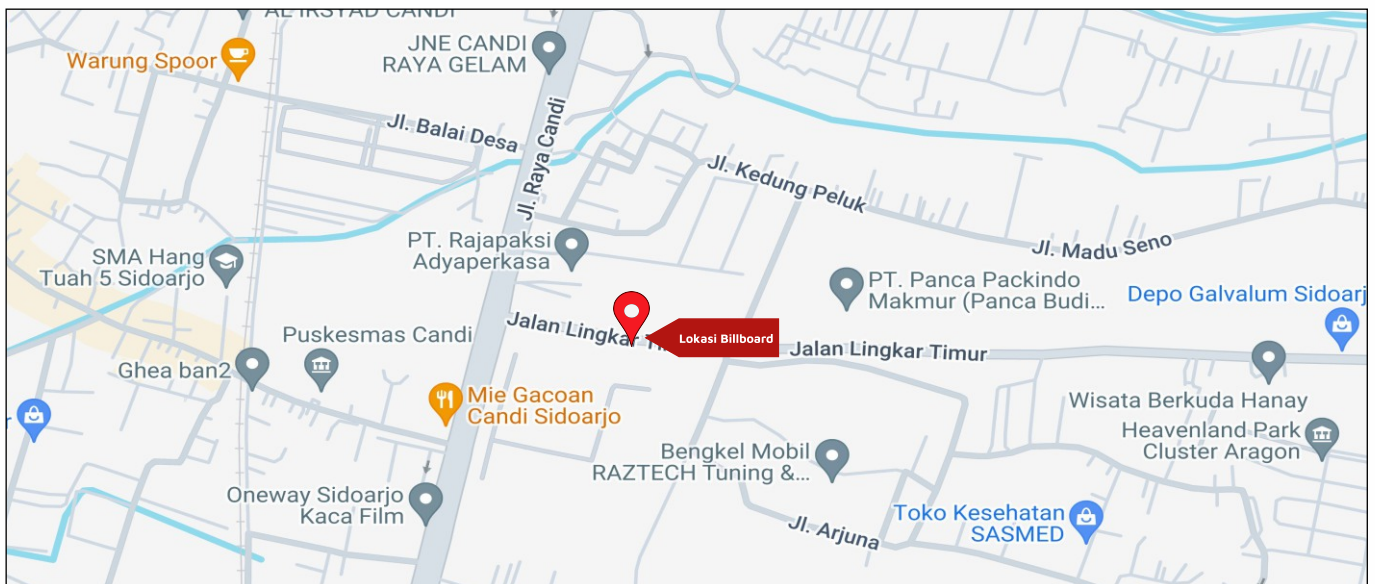 AL IRSYAD CANDI
Warung Spoor
JNE CANDI
RAYA GELAM
Jl. Balai Desa
Jl. Raya Candi
Jl. Kedung Peluk
Jl. Madu Seno
SMA Hang
Tuah 5 Sidoarjo
PT. Rajapaksi
Adyaperkasa
PT. Panca Packindo
Makmur (Panca Budi...
Depo Galvalum Sidoarj
Puskesmas Candi
Jalan Lingkar Ti
Lokasi Billboard
Jalan Lingkar Timur
Ghea ban2
Mie Gacoan
Candi Sidoarjo
Wisata Berkuda Hanay
Heavenland Park
Cluster Aragon
Bengkel Mobil
RAZTECH Tuning &...
Oneway Sidoarjo
Kaca Film
Jl. Arjuna
Toko Kesehatan
SASMED